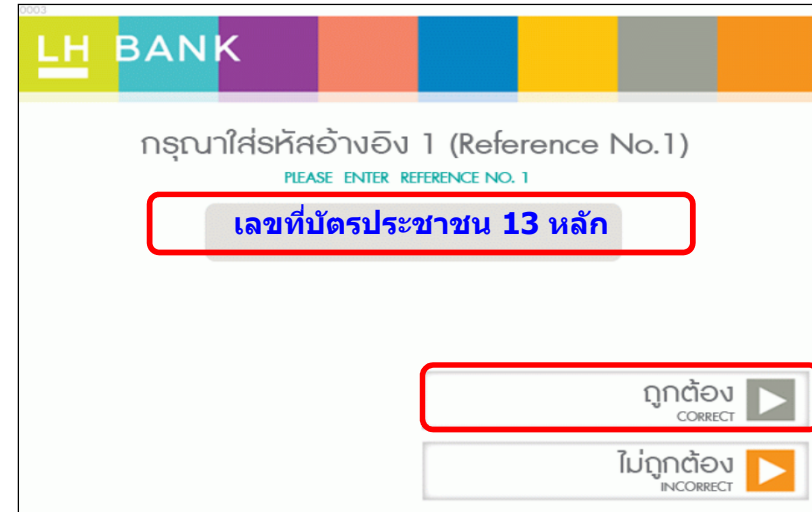 0003
LH BANK
กรุณาใส่รหัสอ้างอิง 1 (Reference No.1)
PLEASE ENTER REFERENCE NO. 1
เลขที่บัตรประชาชน 13 หลัก
ถูกต้อง
CORRECT
ไม่ถูกต้อง
INCORRECT